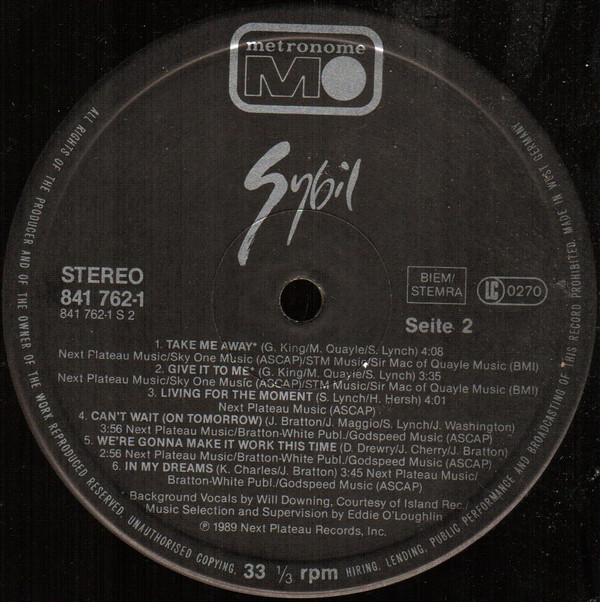 metronome
M
Sybil
STEREO
841 762-1
841 762-1 S 2
BIEM/
STEMRA
LC 0270
Seite 2
1. TAKE ME AWAY* (G. King/M. Quayle/S. Lynch) 4:08
Next Plateau Music/Sky One Music (ASCAP)/STM Music/Sir Mac of Quayle Music (BMI)
2. GIVE IT TO ME* (G. King/M. Quayle/S. Lynch) 3:35
Next Plateau Music/Sky One Music (ASCAP)/STM Music/Sir Mac of Quayle Music (BMI)
3. LIVING FOR THE MOMENT (S. Lynch/H. Hersh) 4:01
Next Plateau Music (ASCAP)
4. CAN'T WAIT (ON TOMORROW) (J. Bratton/J. Maggio/S. Lynch/J. Washington)
3:56 Next Plateau Music/Bratton-White Publ./Godspeed Music (ASCAP)
5. WE'RE GONNA MAKE IT WORK THIS TIME (D. Drewry/J. Cherry/J. Bratton)
2:56 Next Plateau Music/Bratton-White Publ./Godspeed Music (ASCAP)
6. IN MY DREAMS (K. Charles/J. Bratton) 3:45 Next Plateau Music/
Bratton-White Publ./Godspeed Music (ASCAP)
* Background Vocals by Will Downing, Courtesy of Island Rec.
Music Selection and Supervision by Eddie O'Loughlin
℗ 1989 Next Plateau Records, Inc.
33 1/3 rpm
ALL RIGHTS OF THE PRODUCER AND OF THE OWNER OF THE WORK REPRODUCED RESERVED. UNAUTHORISED COPYING, HIRING, LENDING, PUBLIC PERFORMANCE AND BROADCASTING OF THIS RECORD PROHIBITED. MADE IN WEST GERMANY